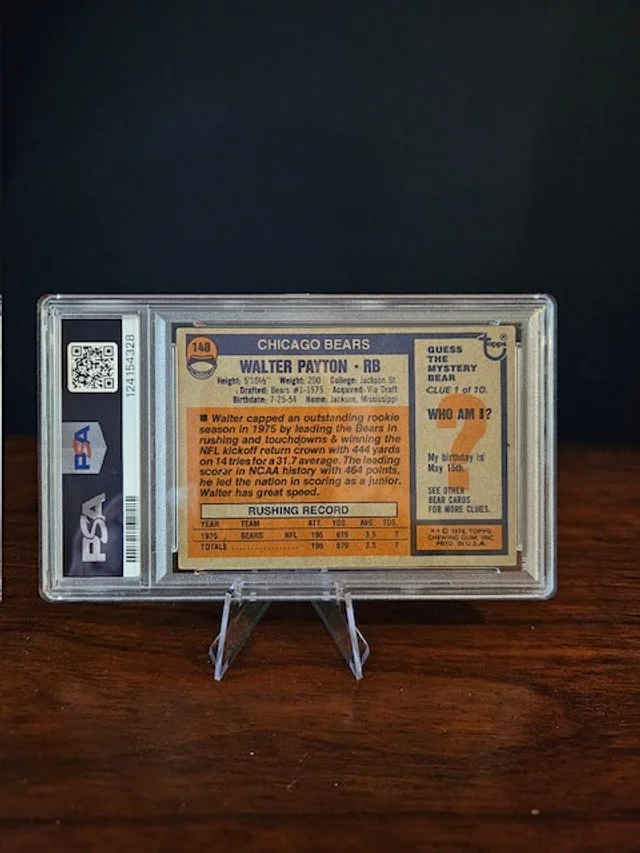 PSA
PSA
124154328
148
CHICAGO BEARS
WALTER PAYTON • RB
Height: 5'10½" Weight: 200 College: Jackson St.
Drafted: Bears #1-1975 Acquired: Via Draft
Birthdate: 7-25-54 Home: Jackson, Mississippi
■ Walter capped an outstanding rookie
season in 1975 by leading the Bears in
rushing and touchdowns & winning the
NFL kickoff return crown with 444 yards
on 14 tries for a 31.7 average. The leading
scorer in NCAA history with 464 points,
he led the nation in scoring as a junior.
Walter has great speed.
RUSHING RECORD
YEAR TEAM ATT. YDS. AVG. TDS.
1975 BEARS NFL 196 679 3.5 7
TOTALS 196 679 3.5 7
topps®
GUESS
THE
MYSTERY
BEAR
CLUE 1 of 10.
?
WHO AM I?
My birthday is
May 15th.
SEE OTHER
BEAR CARDS
FOR MORE CLUES.
** © 1976, TOPPS
CHEWING GUM, INC.
PRTD. IN U.S.A.